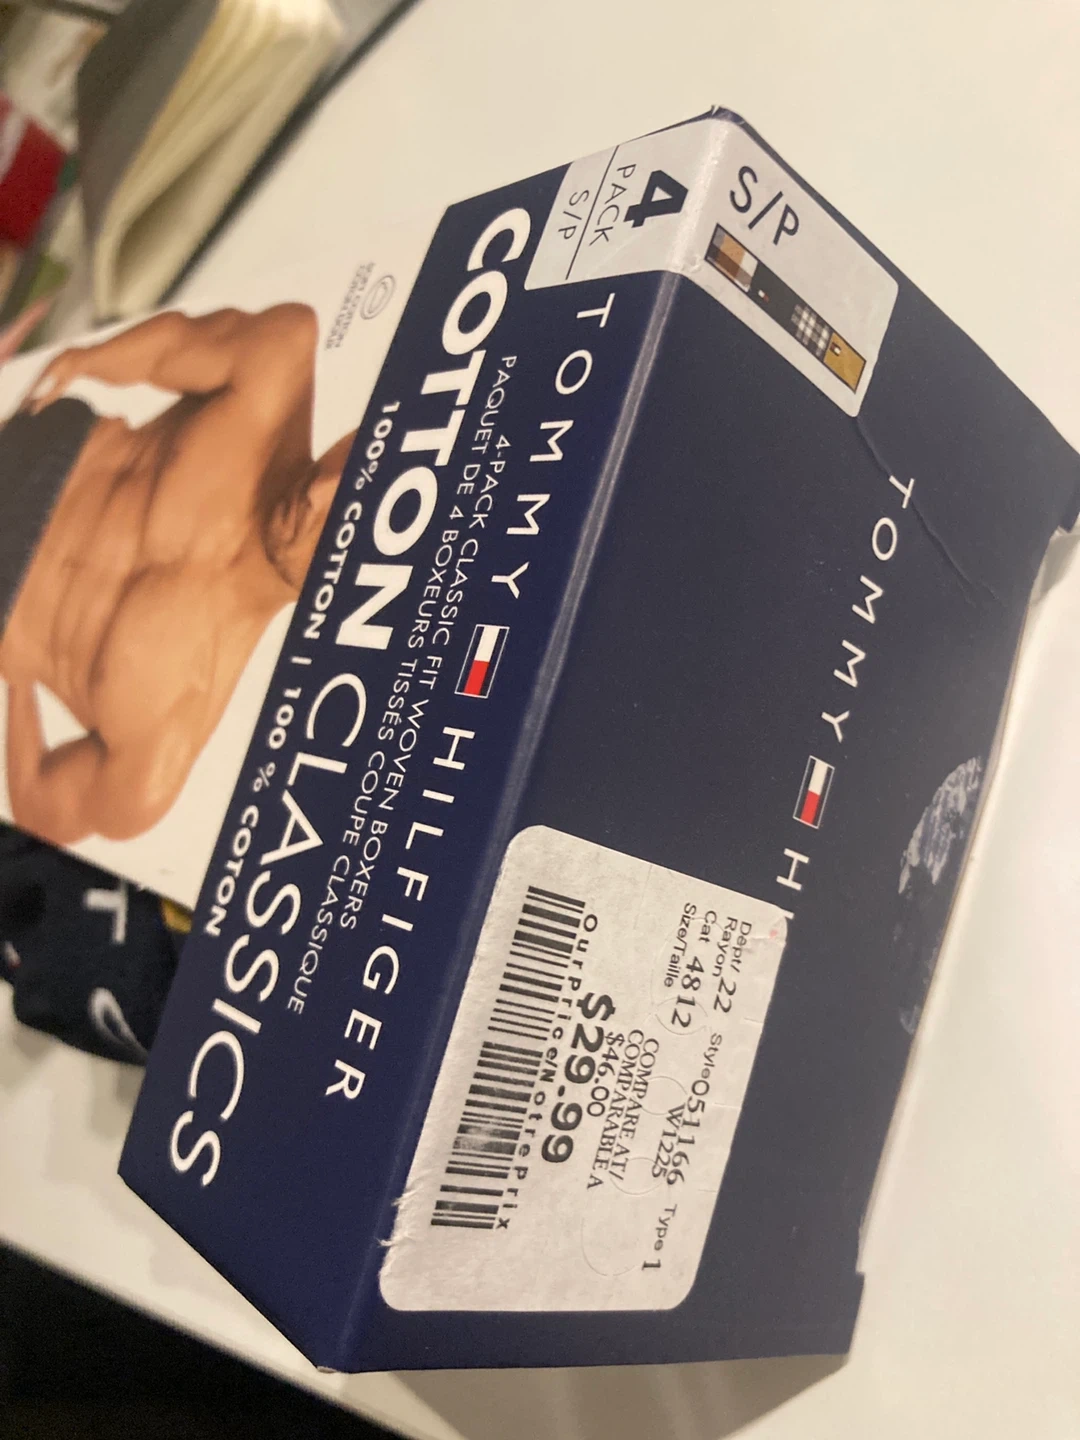 4
PACK
S/P
S/P
TOMMY HILFIGER
4-PACK CLASSIC FIT WOVEN BOXERS
PAQUET DE 4 BOXEURS TISSÉS COUPE CLASSIQUE
COTTON CLASSICS
100% COTTON | 100 % COTON
TOMMY H
Dept/ 22 Style 051166 Type 1
Rayon
Cat 4812 W1225
Size/Taille
COMPARE AT/
COMPARABLE A
$46.00
$29.99
our price/Notre prix